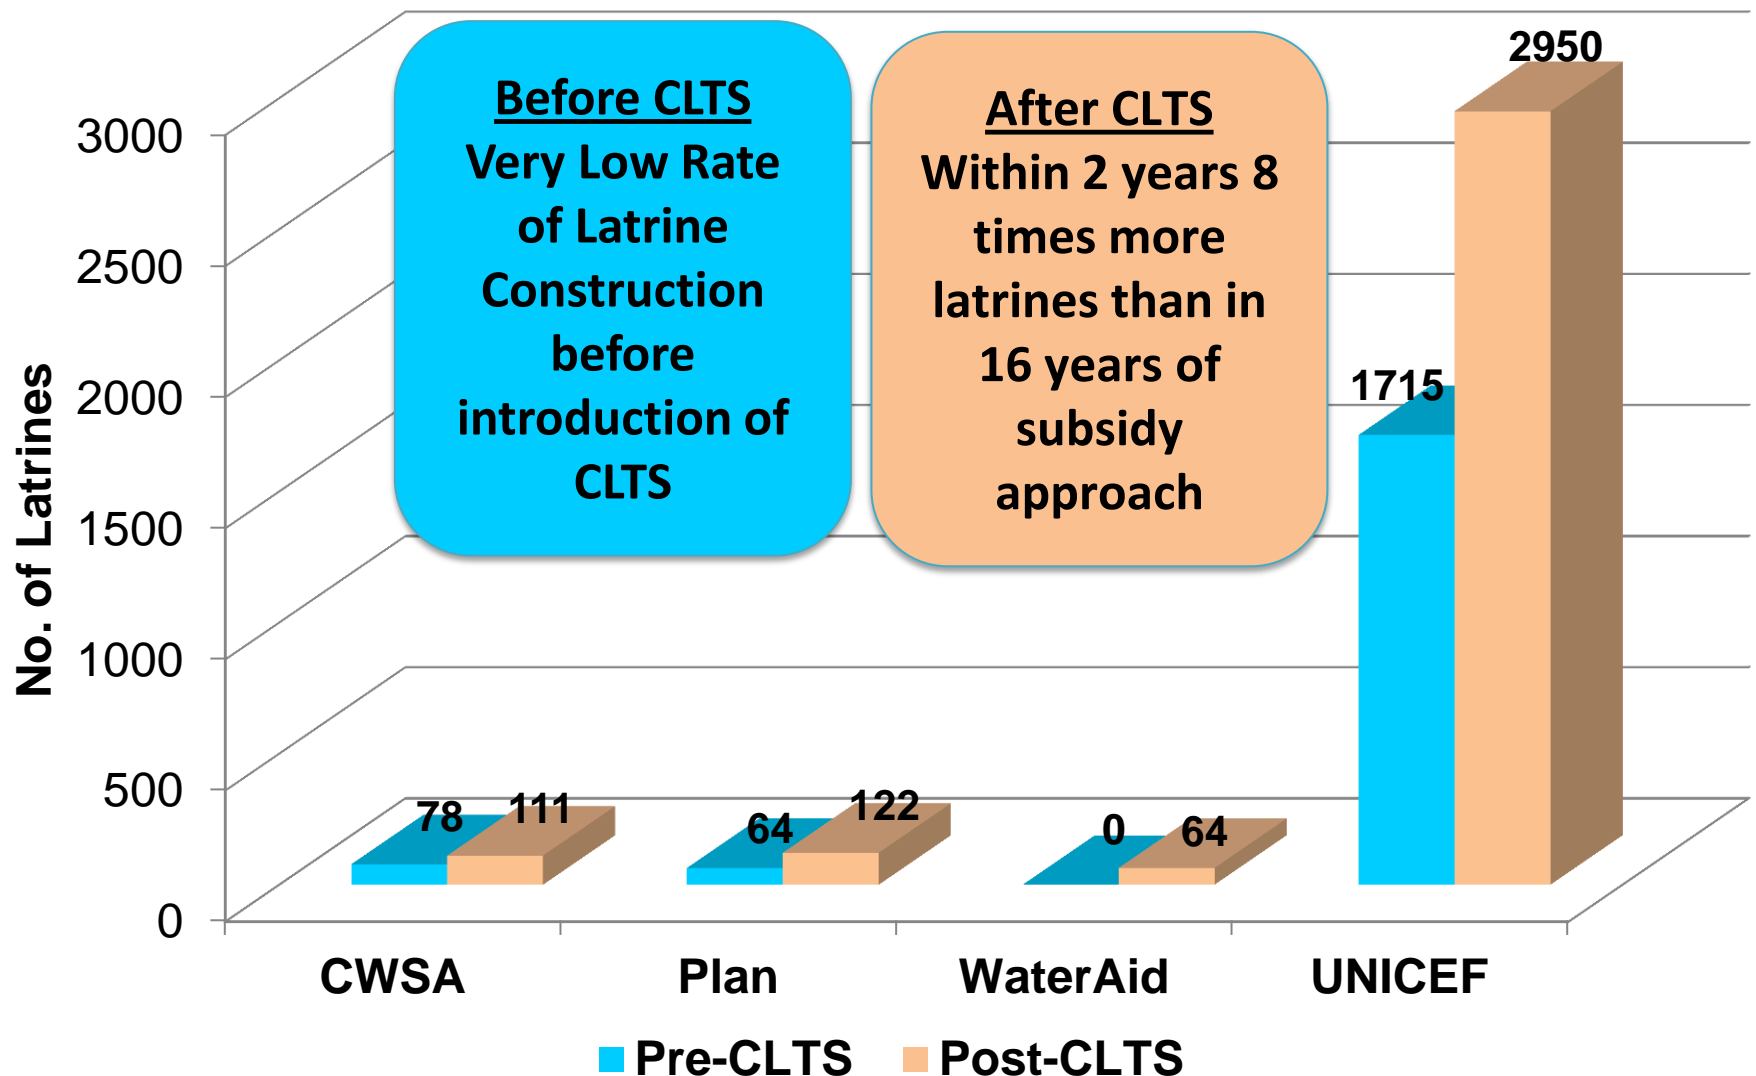 Before CLTS
Very Low Rate
of Latrine
Construction
before
introduction of
CLTS
After CLTS
Within 2 years 8
times more
latrines than in
16 years of
subsidy
approach
No. of Latrines
3000
2500
2000
1500
1000
500
0
78
111
64
122
0
64
1715
2950
CWSA
Plan
WaterAid
UNICEF
Pre-CLTS
Post-CLTS